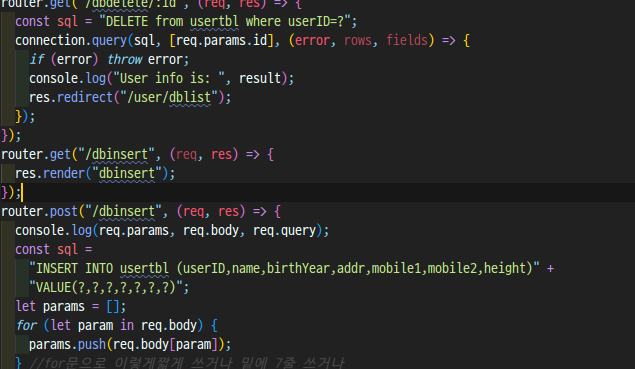 router.get("/dbdelete/:id", (req, res) => {
  const sql = "DELETE from usertbl where userID=?";
  connection.query(sql, [req.params.id], (error, rows, fields) => {
    if (error) throw error;
    console.log("User info is: ", result);
    res.redirect("/user/dblist");
  });
});
router.get("/dbinsert", (req, res) => {
  res.render("dbinsert");
});
router.post("/dbinsert", (req, res) => {
  console.log(req.params, req.body, req.query);
  const sql =
    "INSERT INTO usertbl (userID,name,birthYear,addr,mobile1,mobile2,height)" +
    "VALUE(?,?,?,?,?,?,?)";
  let params = [];
  for (let param in req.body) {
    params.push(req.body[param]);
  } //for문으로 이렇게짧게 쓰거나 밑에 7줄 쓰거나